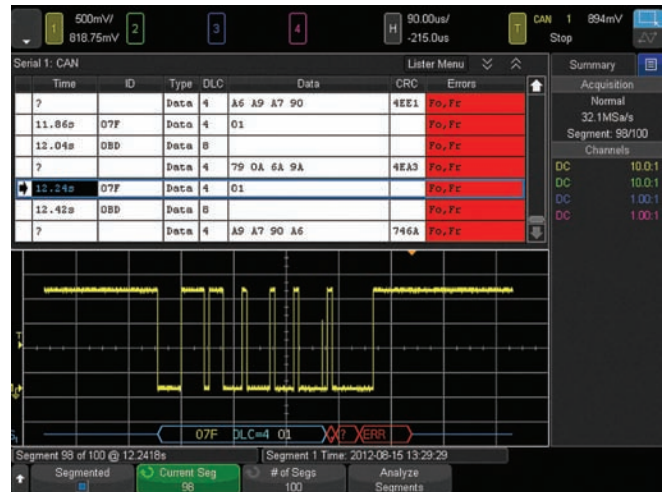 1 500mV/ 818.75mV 2 3 4 H 90.00us/ -215.0us T CAN 1 894mV Stop
Serial 1: CAN Lister Menu Summary
Time ID Type DLC Data CRC Errors
? Data 4 A6 A9 A7 90 4EE1 Fo,Fr
11.86s 07F Data 4 01 Fo,Fr
12.04s 0BD Data 8 Fo,Fr
? Data 4 79 0A 6A 9A 4EA3 Fo,Fr
12.24s 07F Data 4 01 Fo,Fr
12.42s 0BD Data 8 Fo,Fr
? Data 4 A9 A7 90 A6 746A Fo,Fr
Acquisition
Normal
32.1MSa/s
Segment: 98/100
Channels
DC 10.0:1
DC 10.0:1
DC 1.00:1
DC 1.00:1
T
07F DLC=4 01 ? ERR
S1
Segment 98 of 100 @ 12.2418s Segment 1 Time: 2012-08-15 13:29:29
Segmented Current Seg 98 # of Segs 100 Analyze Segments